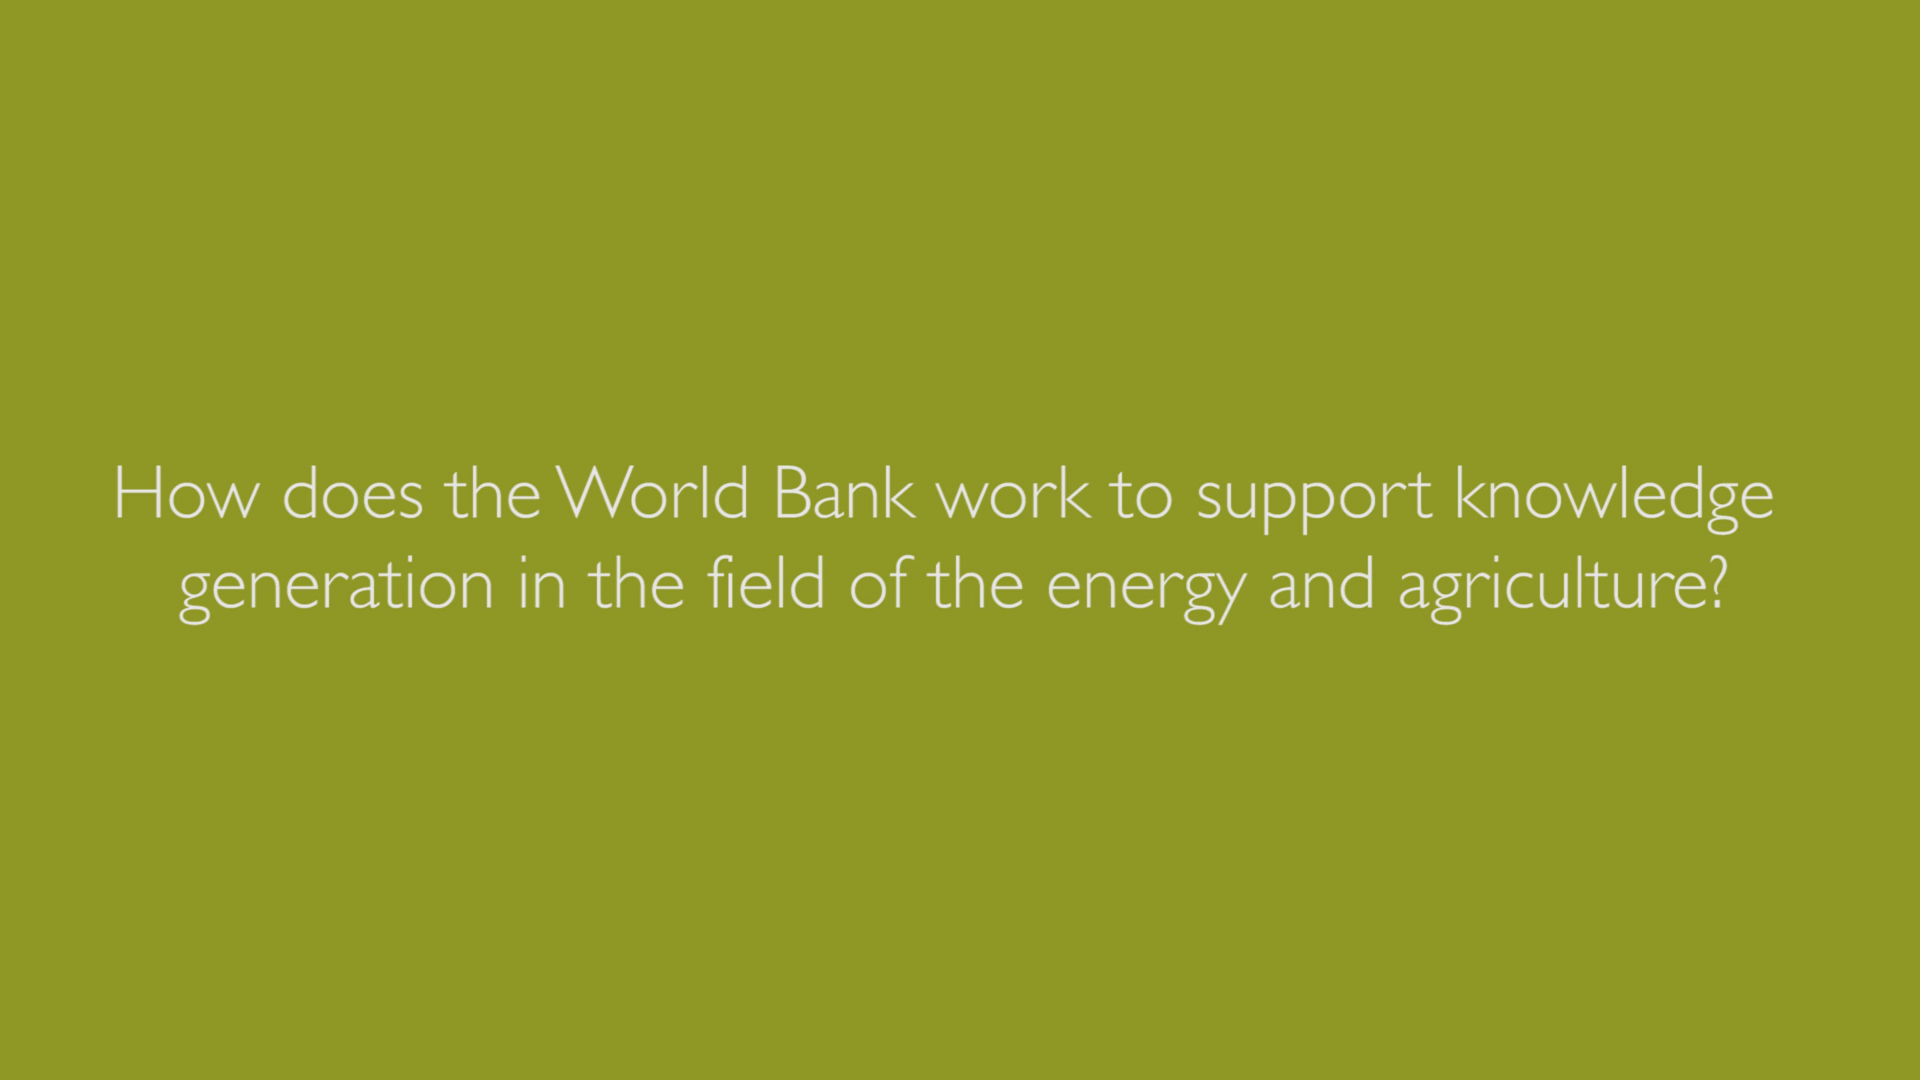 How does the World Bank work to support knowledge
generation in the field of the energy and agriculture?